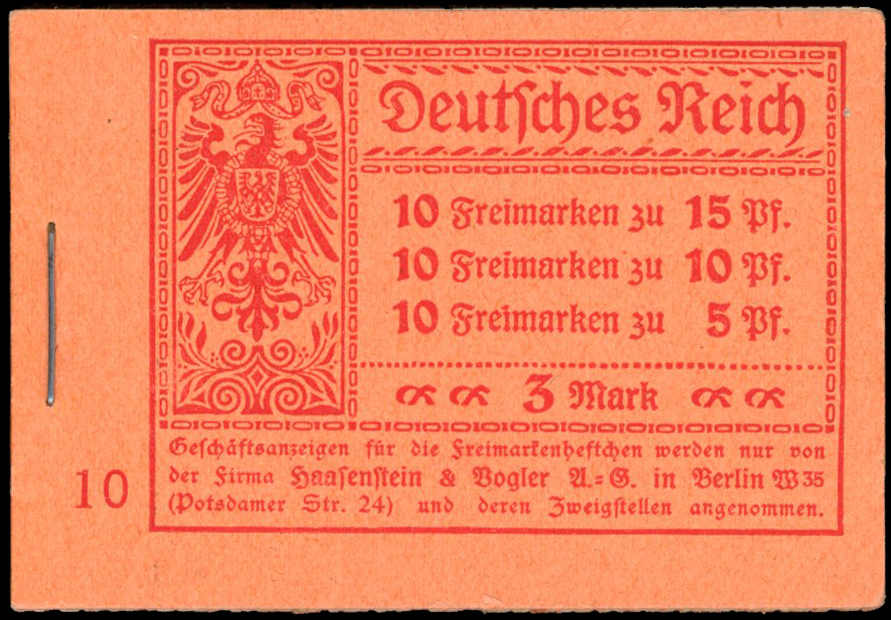 Deutſches Reich
10 Freimarken zu 15 Pf.
10 Freimarken zu 10 Pf.
10 Freimarken zu 5 Pf.
3 Mark
Geſchäftsanzeigen für die Freimarkenheftchen werden nur von
der Firma Haaſenſtein & Vogler A.=G. in Berlin W 35
(Potsdamer Str. 24) und deren Zweigſtellen angenommen.
10